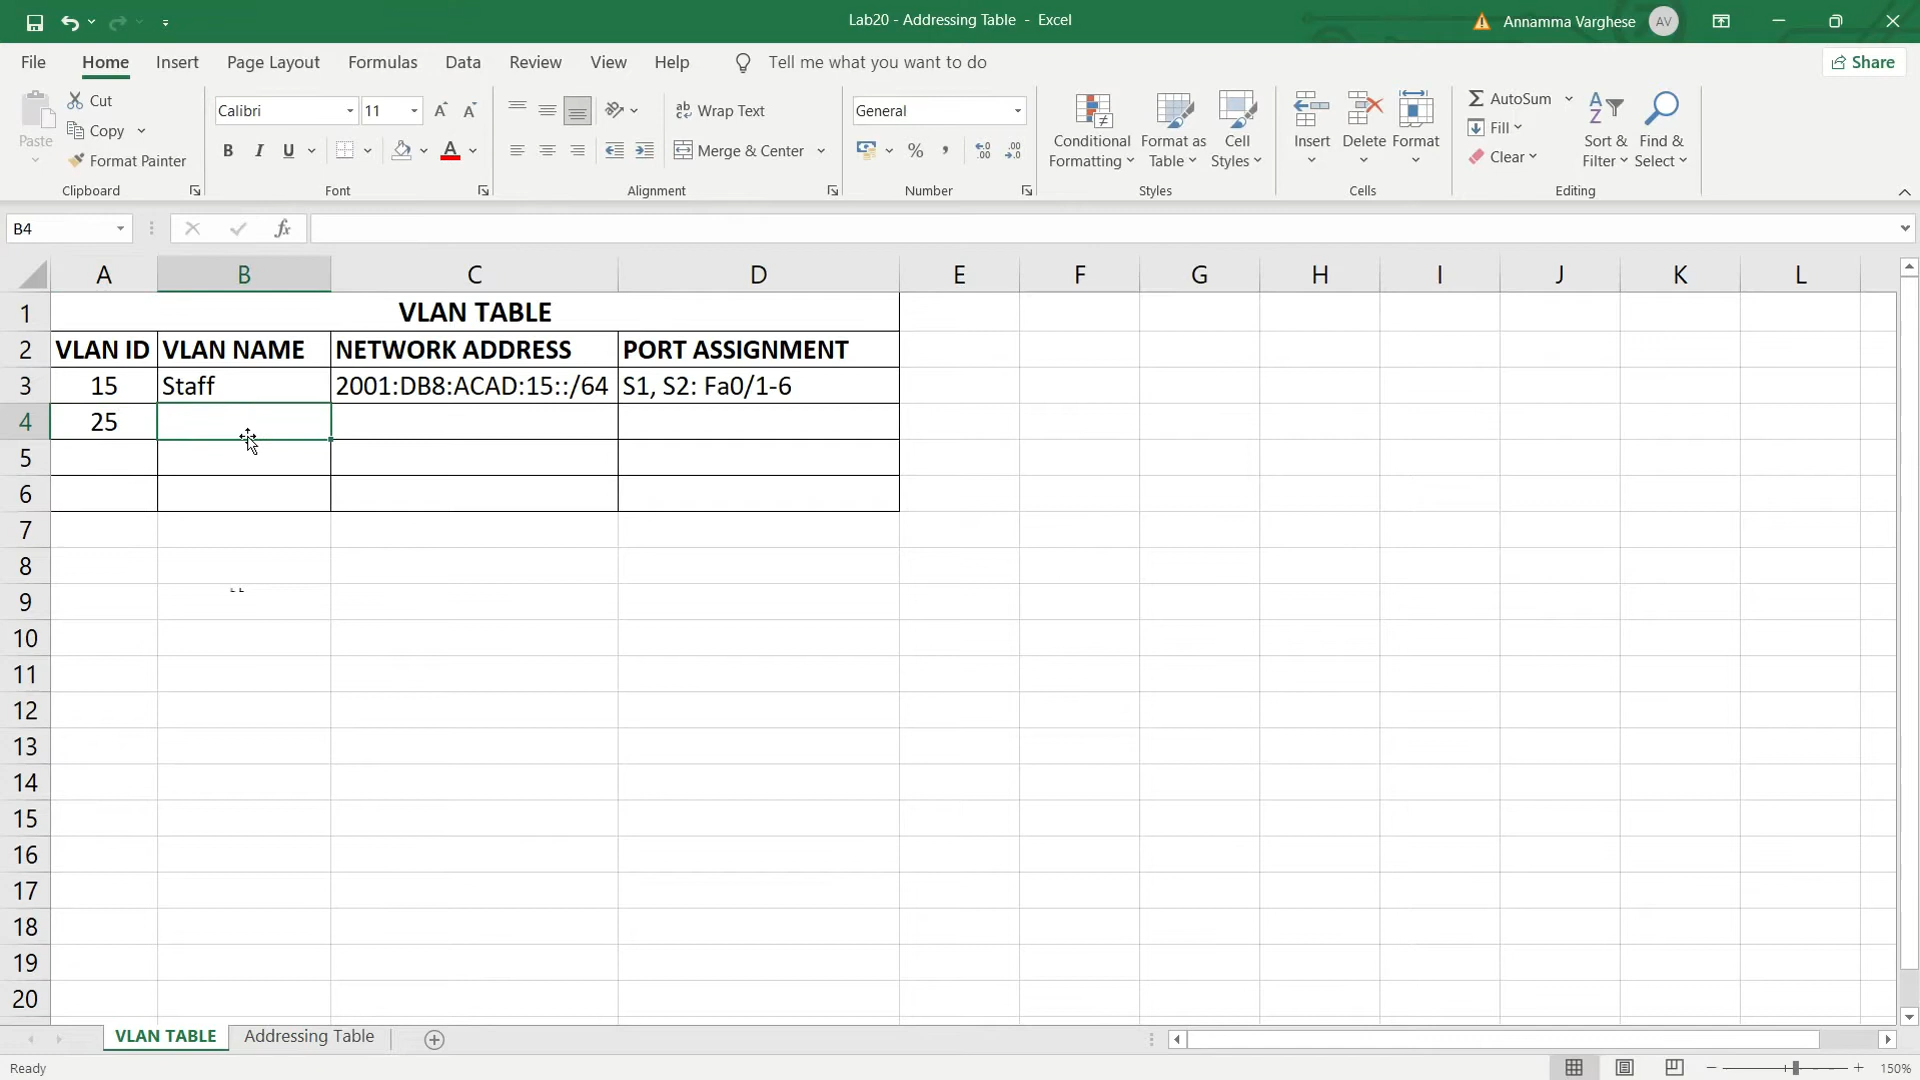 Lab20 - Addressing Table - Excel
Annamma Varghese AV
File Home Insert Page Layout Formulas Data Review View Help Tell me what you want to do Share
Paste
Cut
Copy
Format Painter
Clipboard
Calibri 11 A A
B I U A
Font
ab Wrap Text
Merge & Center
Alignment
General
% ,
Number
Conditional Formatting
Format as Table
Cell Styles
Styles
Insert Delete Format
Cells
AutoSum
Fill
Clear
Sort & Filter
Find & Select
Editing
B4 fx
A B C D E F G H I J K L
1 VLAN TABLE
2 VLAN ID VLAN NAME NETWORK ADDRESS PORT ASSIGNMENT
3 15 Staff 2001:DB8:ACAD:15::/64 S1, S2: Fa0/1-6
4 25
5
6
7
8
9
10
11
12
13
14
15
16
17
18
19
20
VLAN TABLE Addressing Table
Ready 150%